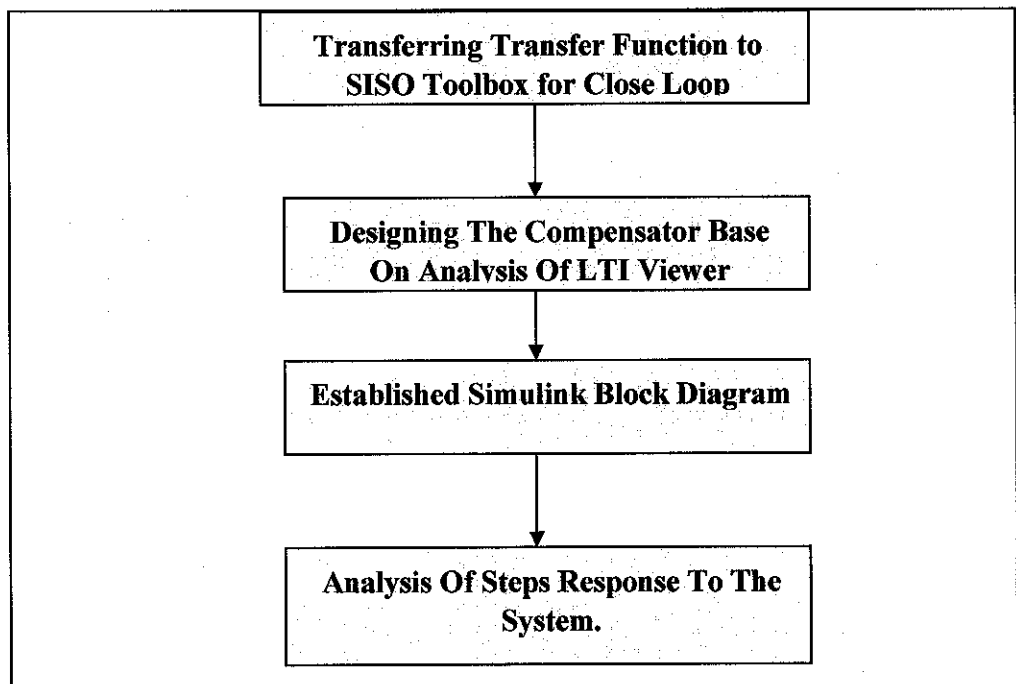 Transferring Transfer Function to
SISO Toolbox for Close Loop
Designing The Compensator Base
On Analysis Of LTI Viewer
Established Simulink Block Diagram
Analysis Of Steps Response To The
System.